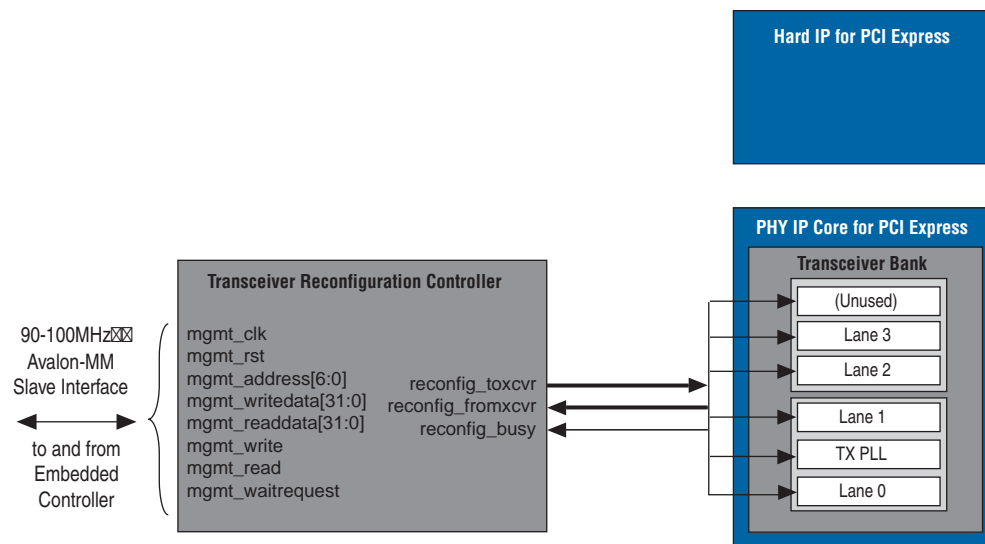 Hard IP for PCI Express
PHY IP Core for PCI Express
Transceiver Bank
(Unused)
Lane 3
Lane 2
Lane 1
TX PLL
Lane 0
Transceiver Reconfiguration Controller
mgmt_clk
mgmt_rst
mgmt_address[6:0]
mgmt_writedata[31:0]
mgmt_readdata[31:0]
mgmt_write
mgmt_read
mgmt_waitrequest
reconfig_toxcvr
reconfig_fromxcvr
reconfig_busy
90-100MHz
Avalon-MM
Slave Interface
to and from
Embedded
Controller